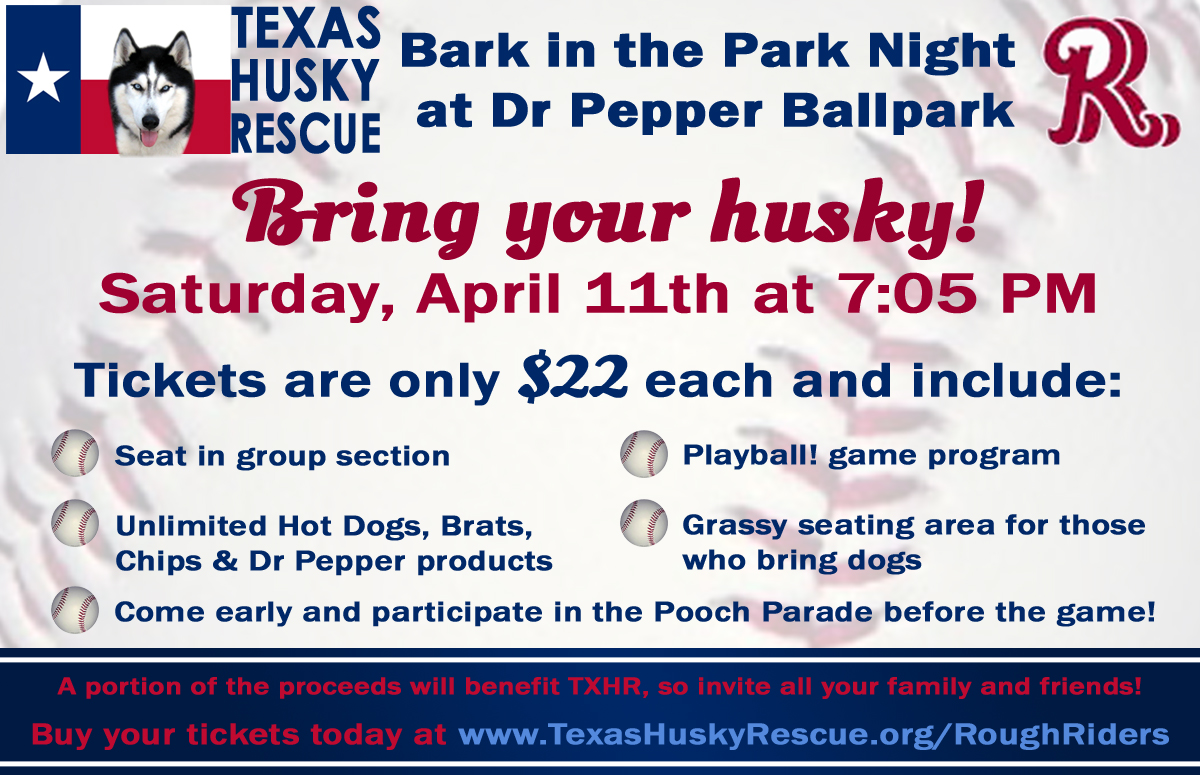 TEXAS
HUSKY
RESCUE
Bark in the Park Night
at Dr Pepper Ballpark
R
Bring your husky!
Saturday, April 11th at 7:05 PM
Tickets are only $22 each and include:
Seat in group section
Playball! game program
Unlimited Hot Dogs, Brats,
Chips & Dr Pepper products
Grassy seating area for those
who bring dogs
Come early and participate in the Pooch Parade before the game!
A portion of the proceeds will benefit TXHR, so invite all your family and friends!
Buy your tickets today at www.TexasHuskyRescue.org/RoughRiders